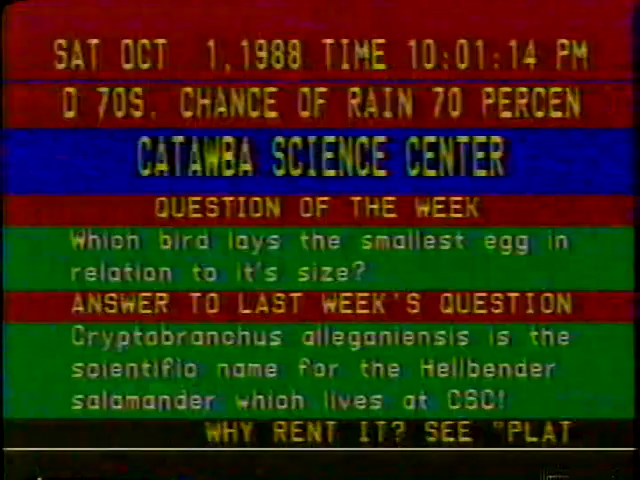 SAT OCT 1,1988 TIME 10:01:14 PM
D 70S. CHANCE OF RAIN 70 PERCEN
CATAWBA SCIENCE CENTER
QUESTION OF THE WEEK
Which bird lays the smallest egg in
relation to it's size?
ANSWER TO LAST WEEK'S QUESTION
Cryptobranchus alleganiensis is the
scientific name for the Hellbender
salamander which lives at CSC!
WHY RENT IT? SEE "PLAT